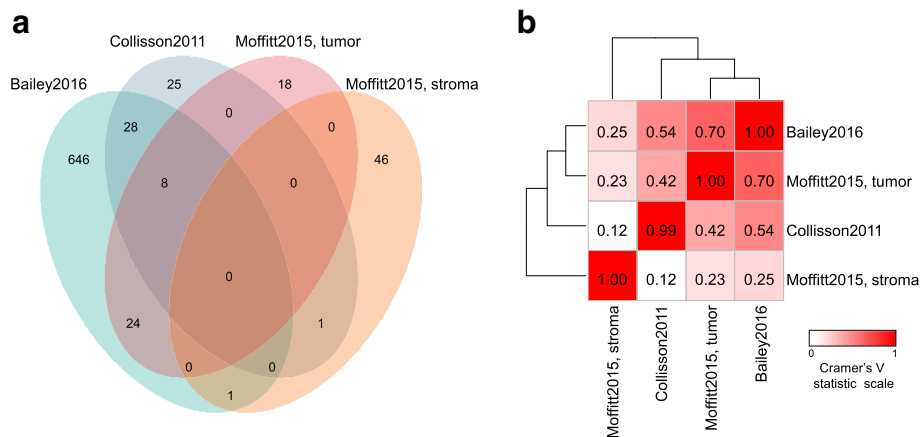 a
Collisson2011
Moffitt2015, tumor
Bailey2016
Moffitt2015, stroma
25
18
28
0
0
646
46
8
0
0
24
1
0
0
1
b
0.25 0.54 0.70 1.00 Bailey2016
0.23 0.42 1.00 0.70 Moffitt2015, tumor
0.12 0.99 0.42 0.54 Collisson2011
1.00 0.12 0.23 0.25 Moffitt2015, stroma
Moffitt2015, stroma
Collisson2011
Moffitt2015, tumor
Bailey2016
0 1
Cramer's V
statistic scale